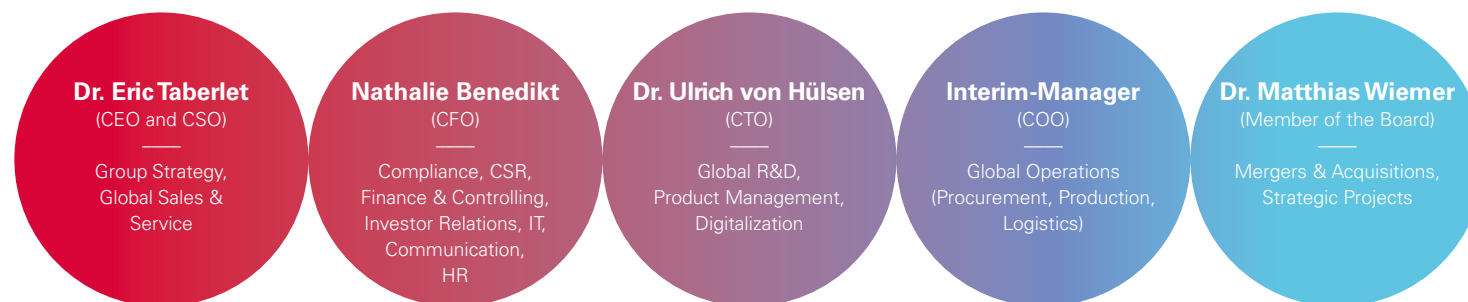 Dr. Eric Taberlet
(CEO and CSO)
Group Strategy,
Global Sales &
Service
Nathalie Benedikt
(CFO)
Compliance, CSR,
Finance & Controlling,
Investor Relations, IT,
Communication,
HR
Dr. Ulrich von Hülsen
(CTO)
Global R&D,
Product Management,
Digitalization
Interim-Manager
(COO)
Global Operations
(Procurement, Production,
Logistics)
Dr. Matthias Wiemer
(Member of the Board)
Mergers & Acquisitions,
Strategic Projects